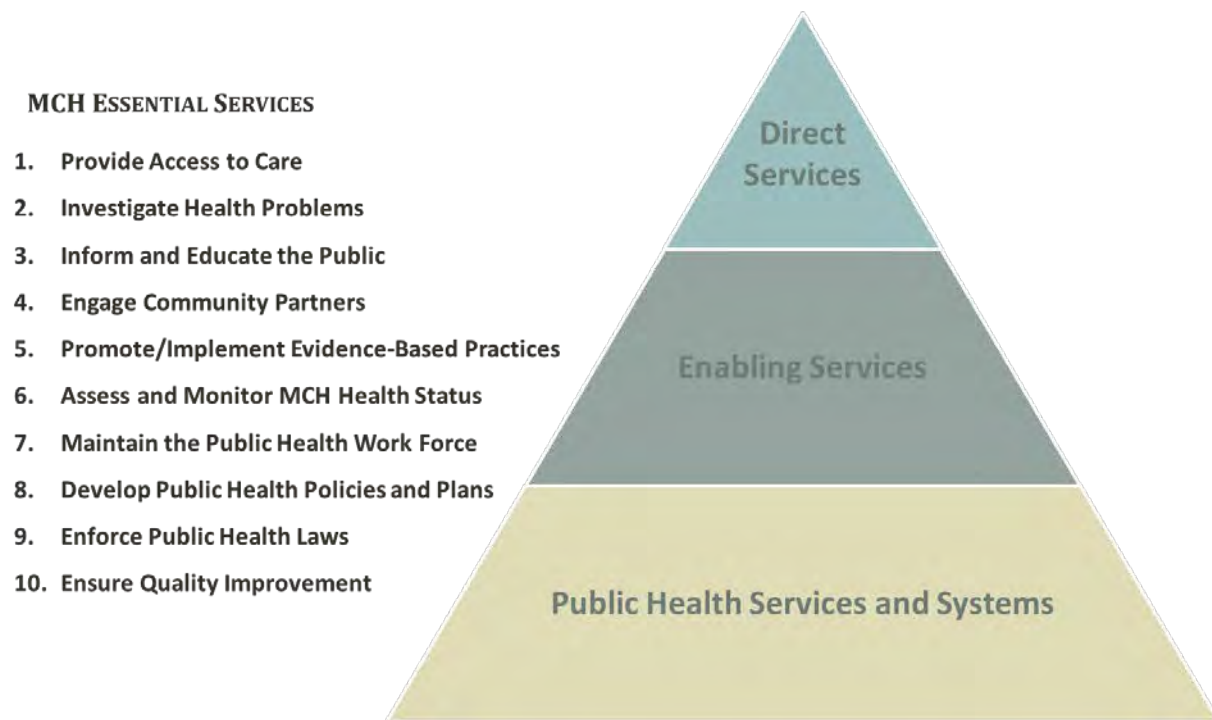 MCH ESSENTIAL SERVICES
1. Provide Access to Care
2. Investigate Health Problems
3. Inform and Educate the Public
4. Engage Community Partners
5. Promote/Implement Evidence-Based Practices
6. Assess and Monitor MCH Health Status
7. Maintain the Public Health Work Force
8. Develop Public Health Policies and Plans
9. Enforce Public Health Laws
10. Ensure Quality Improvement
Direct
Services
Enabling Services
Public Health Services and Systems